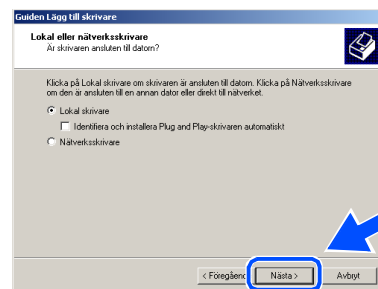 Guiden Lägg till skrivare
Lokal eller nätverksskrivare
Är skrivaren ansluten till datorn?
Klicka på Lokal skrivare om skrivaren är ansluten till datorn. Klicka på Nätverksskrivare
om den är ansluten till en annan dator eller direkt till nätverket.
Lokal skrivare
Identifiera och installera Plug and Play-skrivaren automatiskt
Nätverksskrivare
< Föregåend Nästa > Avbryt